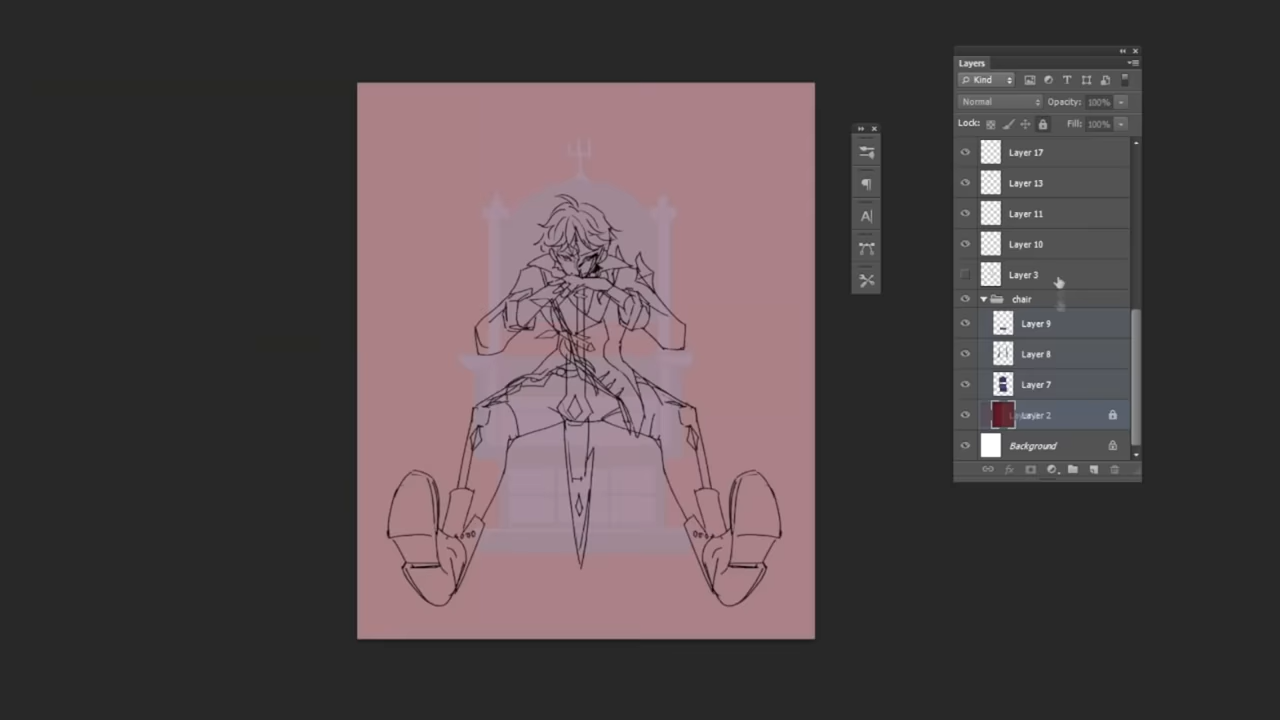 Layers
Kind
Normal Opacity: 100%
Lock: Fill: 100%
Layer 17
Layer 13
Layer 11
Layer 10
Layer 3
chair
Layer 9
Layer 8
Layer 7
Layer 2
Background